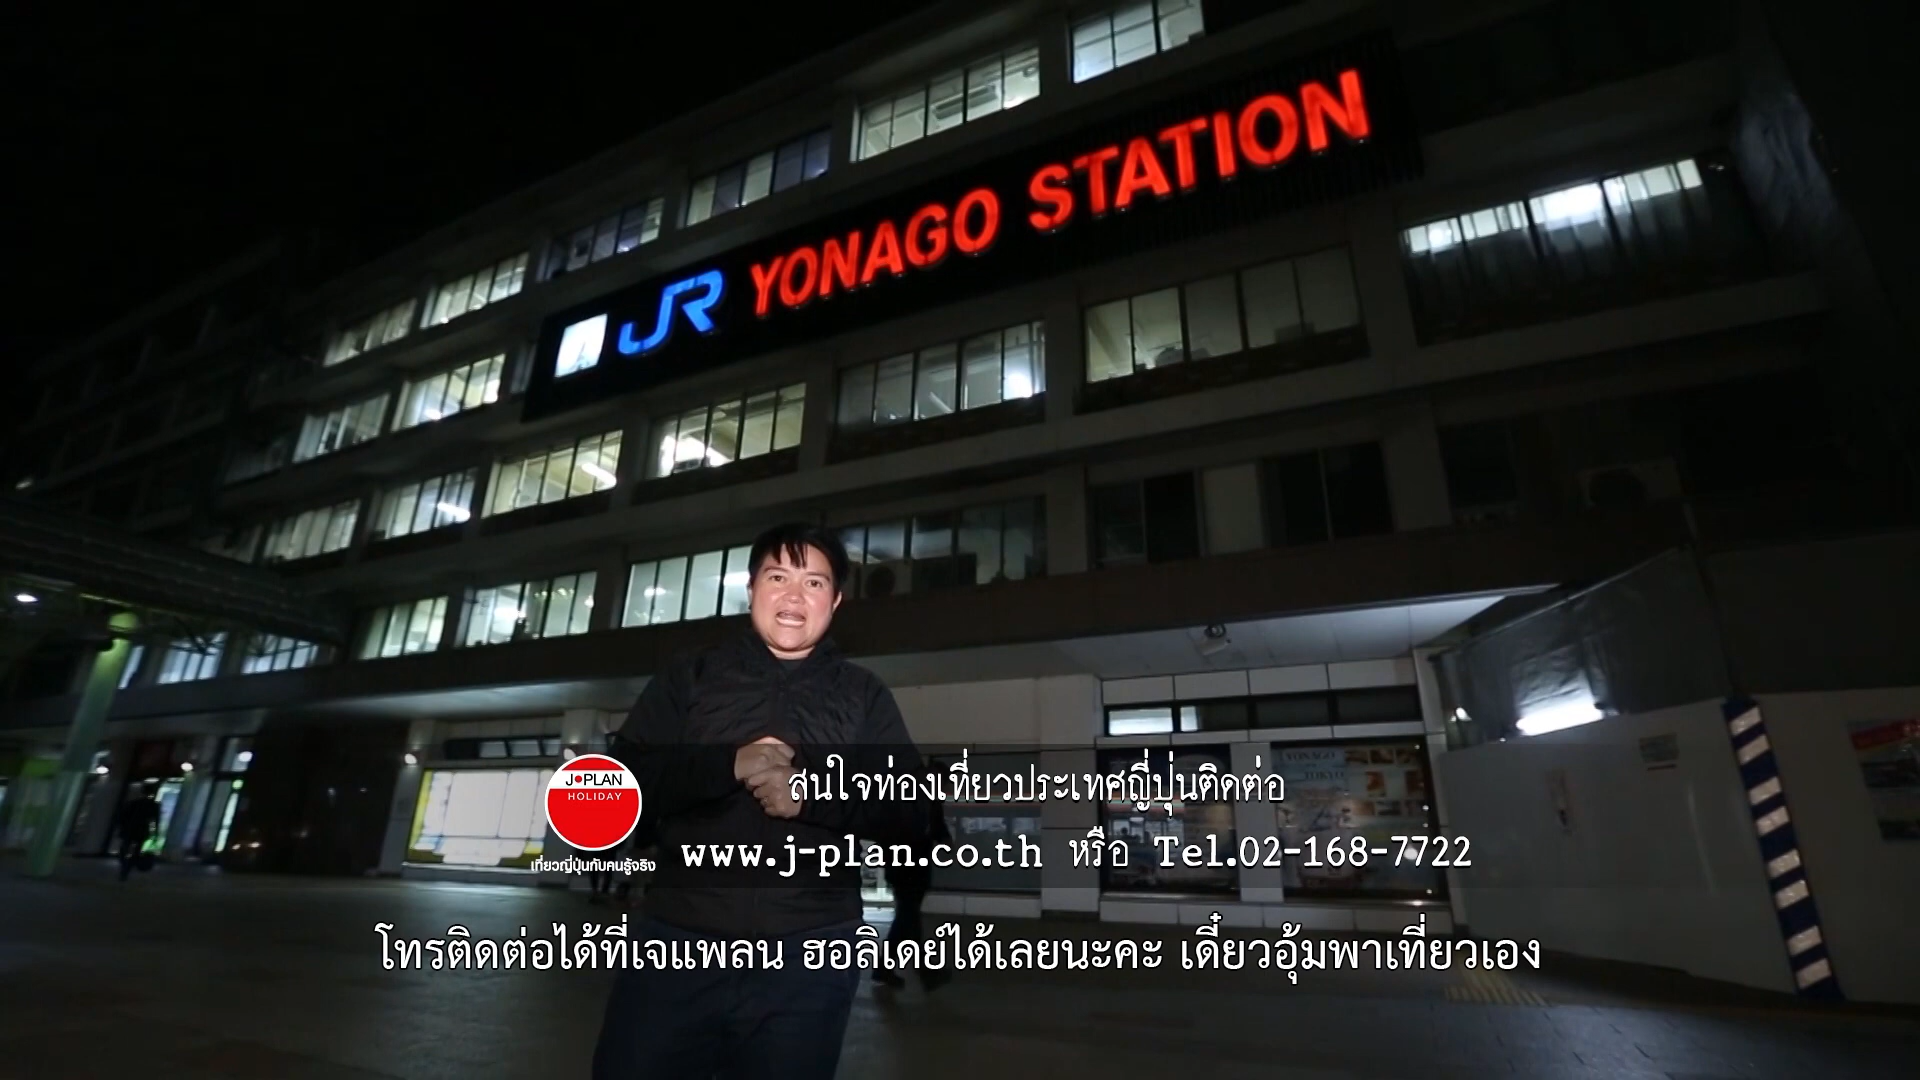 JR YONAGO STATION
YONAGO
TOKYO
J•PLAN
HOLIDAY
เที่ยวญี่ปุ่นกับคนรู้จริง
สนใจท่องเที่ยวประเทศญี่ปุ่นติดต่อ
www.j-plan.co.th หรือ Tel.02-168-7722
โทรติดต่อได้ที่เจแพลน ฮอลิเดย์ได้เลยนะคะ เดี๋ยวอุ้มพาเที่ยวเอง